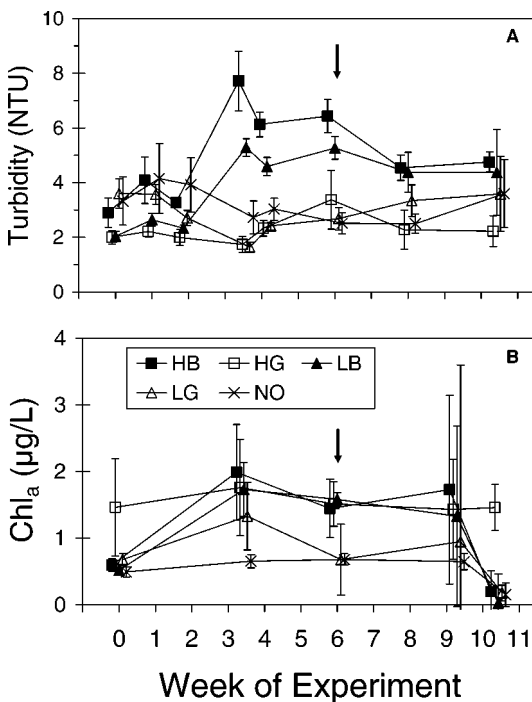 10
A
8
6
4
2
0
Turbidity (NTU)
4
B
HB HG LB
LG NO
3
2
1
0
Chla (µg/L)
0 1 2 3 4 5 6 7 8 9 10 11
Week of Experiment